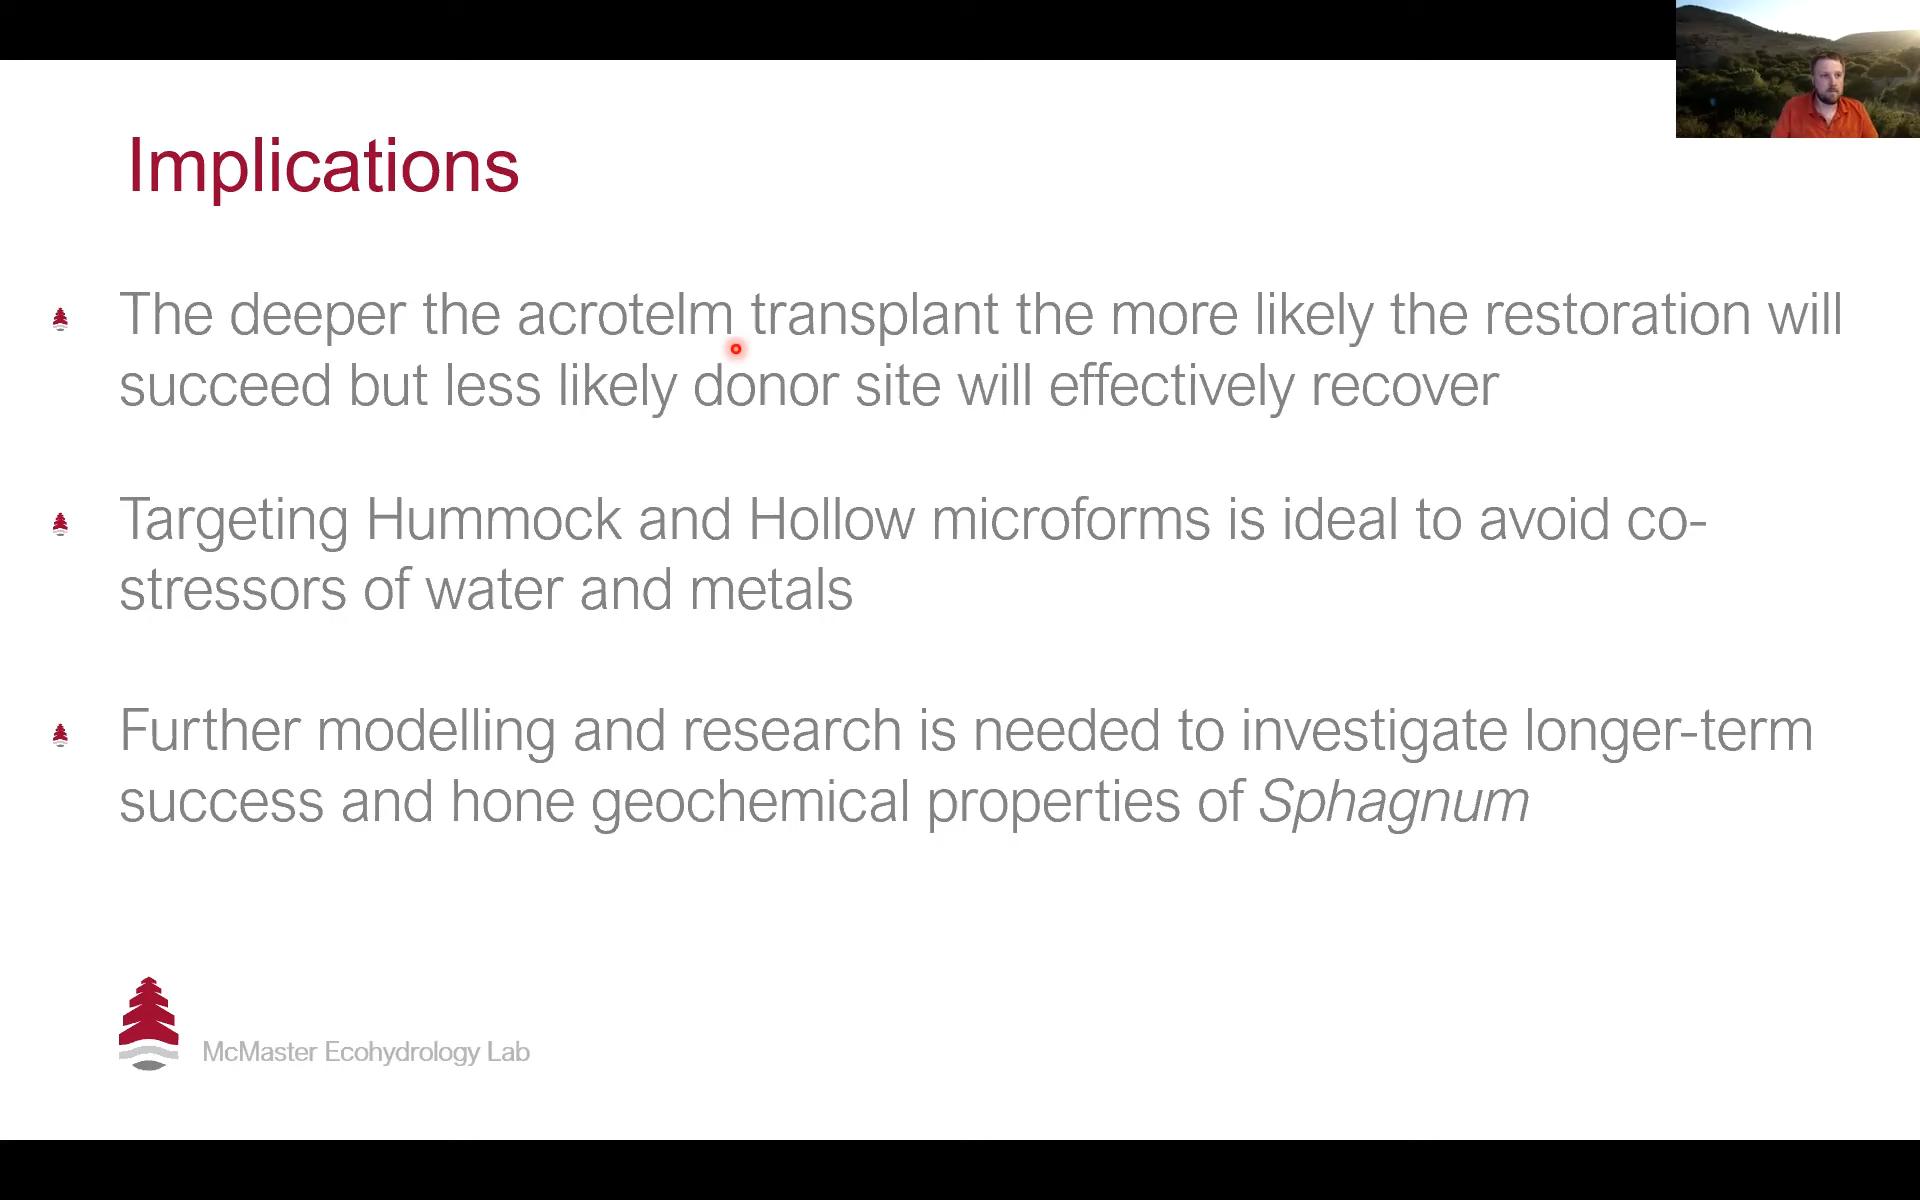 Implications
The deeper the acrotelm transplant the more likely the restoration will
succeed but less likely donor site will effectively recover
Targeting Hummock and Hollow microforms is ideal to avoid co-
stressors of water and metals
Further modelling and research is needed to investigate longer-term
success and hone geochemical properties of Sphagnum
McMaster Ecohydrology Lab